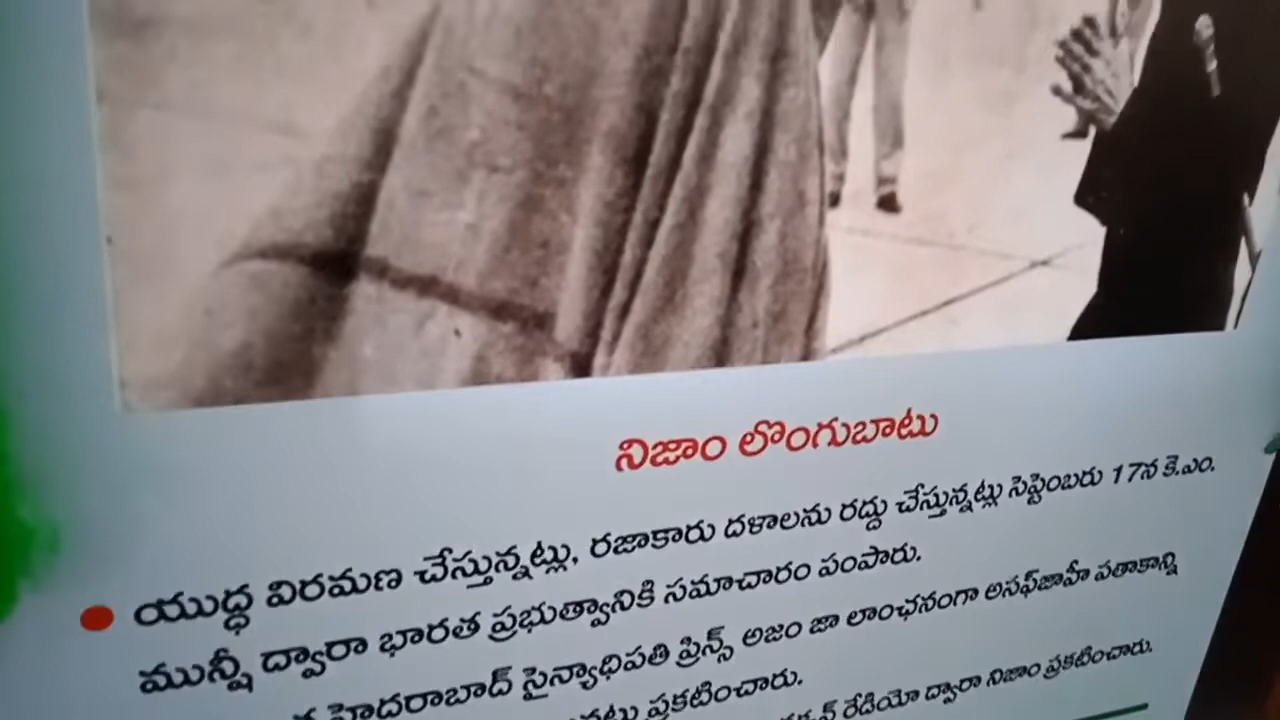 నిజాం లొంగుబాటు
యుద్ధ విరమణ చేస్తున్నట్లు, రజాకారు దళాలను రద్దు చేస్తున్నట్లు సెప్టెంబరు 17న కె.ఎం.
మున్షీ ద్వారా భారత ప్రభుత్వానికి సమాచారం పంపారు.
హైదరాబాద్ సైన్యాధిపతి ప్రిన్స్ అజం జా లాంఛనంగా అసఫ్‌జాహీ పతాకాన్ని
ప్రకటించారు.
రేడియో ద్వారా నిజాం ప్రకటించారు.